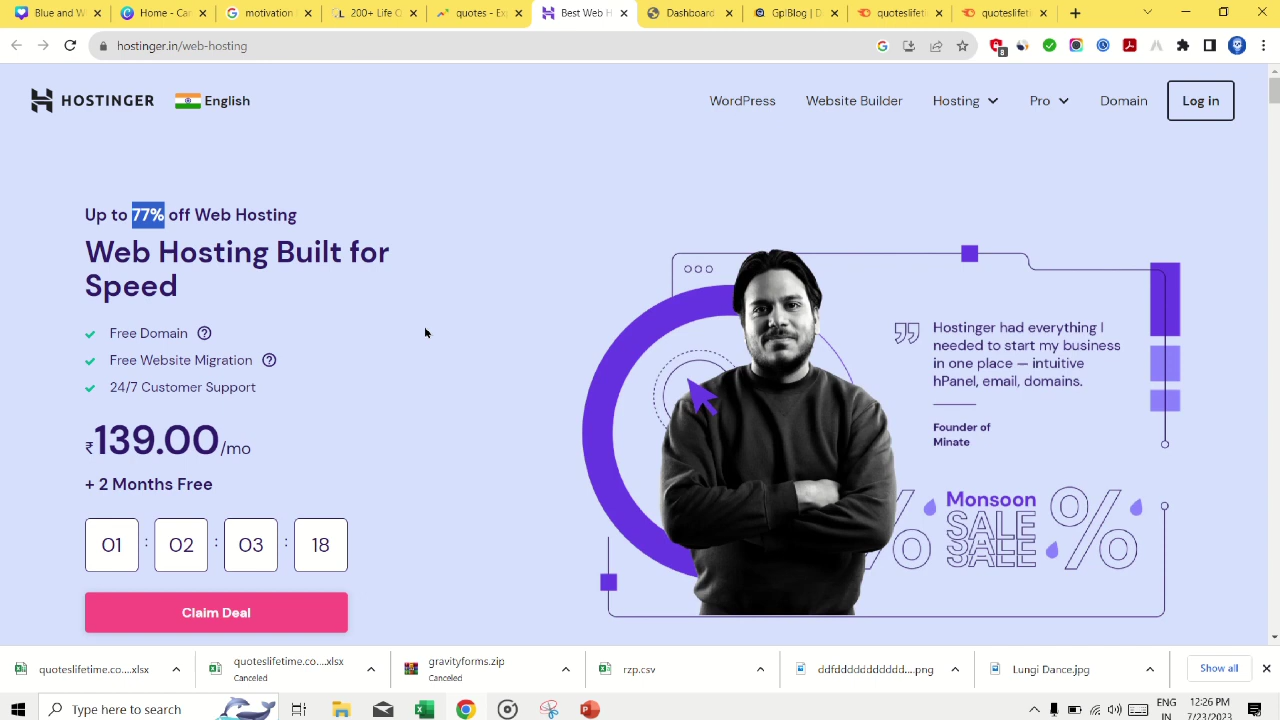 Blue and W
Home - Can
motivation
200+ Life Q
quotes - Exp
Best Web H
Dashboard
GplBlog | D
quoteslifeti
quoteslifeti
hostinger.in/web-hosting
8
HOSTINGER
English
WordPress
Website Builder
Hosting
Pro
Domain
Log in
Up to 77% off Web Hosting
Web Hosting Built for
Speed
Free Domain
Free Website Migration
24/7 Customer Support
₹139.00/mo
+ 2 Months Free
01 : 02 : 03 : 18
Claim Deal
Hostinger had everything I
needed to start my business
in one place — intuitive
hPanel, email, domains.
Founder of
Minate
Monsoon
SALE
SALE
% %
quoteslifetime.co....xlsx
quoteslifetime.co....xlsx
Canceled
gravityforms.zip
Canceled
rzp.csv
ddfdddddddddd....png
Lungi Dance.jpg
Show all
Type here to search
ENG
IN
12:26 PM
7/23/2023